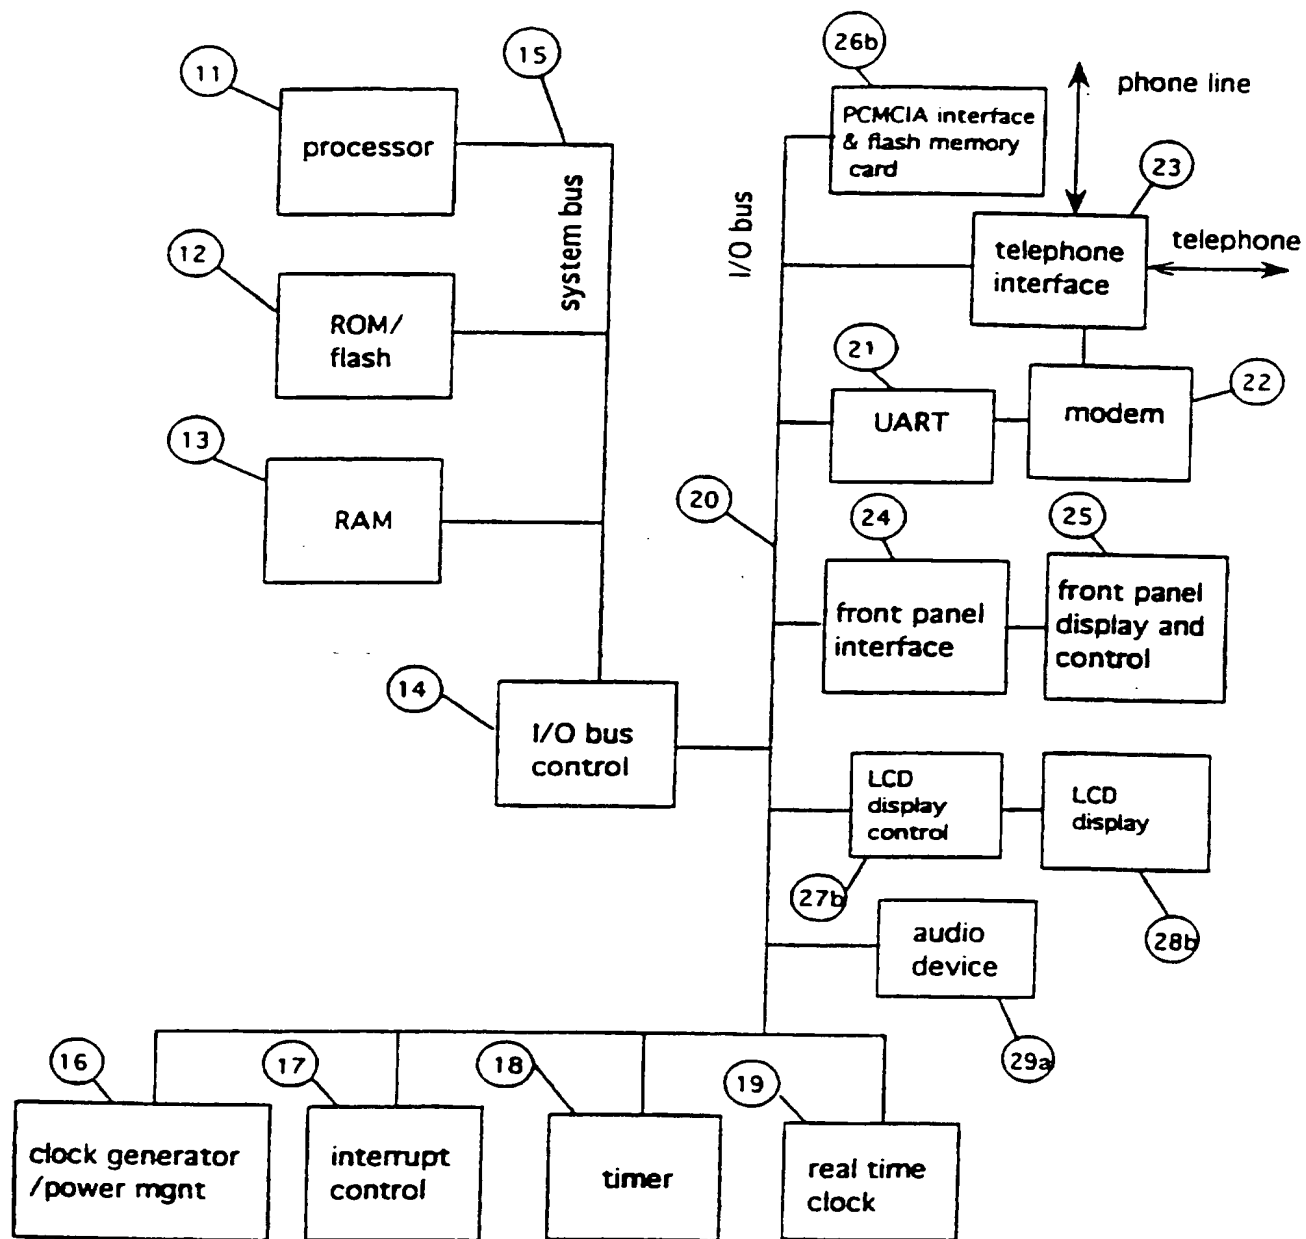 11
processor
15
system bus
12
ROM/
flash
13
RAM
14
I/O bus
control
26b
PCMCIA interface
& flash memory
card
phone line
23
telephone
interface
telephone
I/O bus
21
UART
22
modem
20
24
front panel
interface
25
front panel
display and
control
LCD
display
control
27b
LCD
display
28b
audio
device
29a
16
clock generator
/power mgnt
17
interrupt
control
18
timer
19
real time
clock